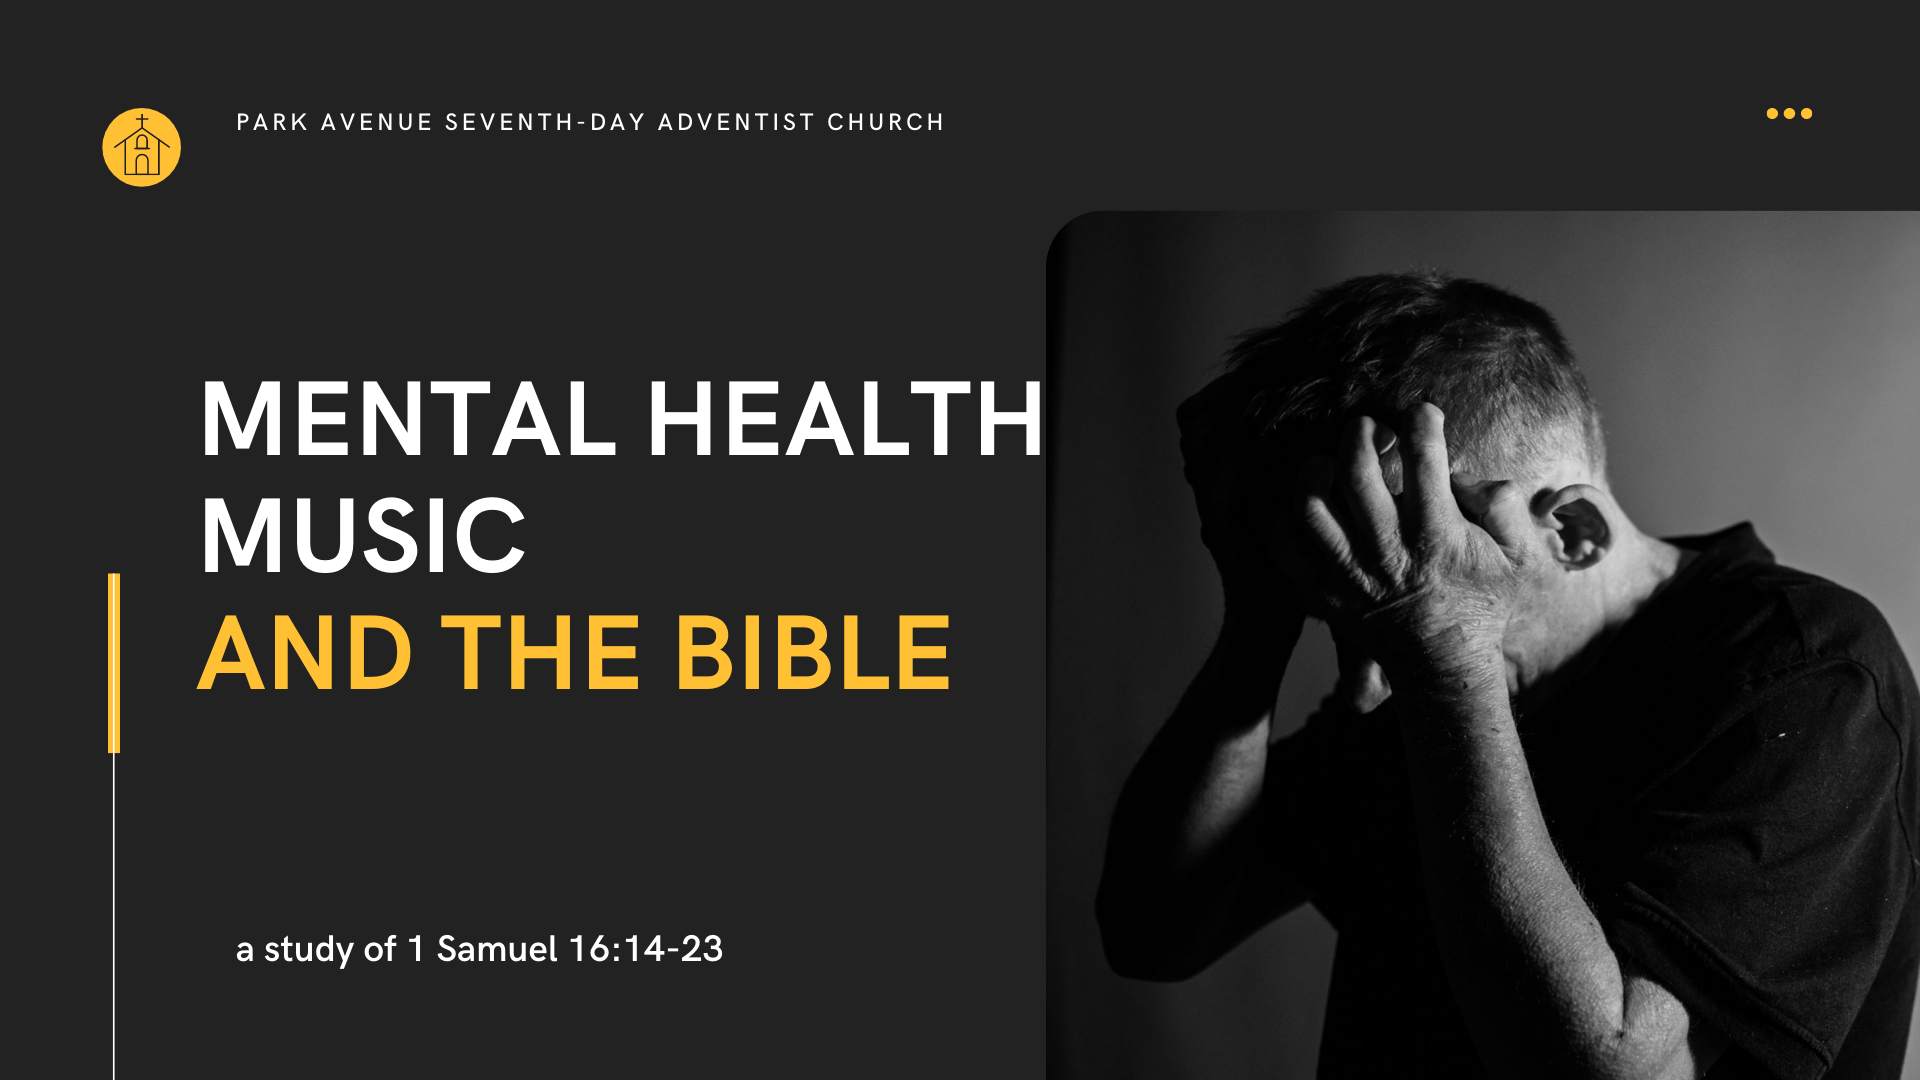 PARK AVENUE SEVENTH-DAY ADVENTIST CHURCH
MENTAL HEALTH
MUSIC
AND THE BIBLE
a study of 1 Samuel 16:14-23